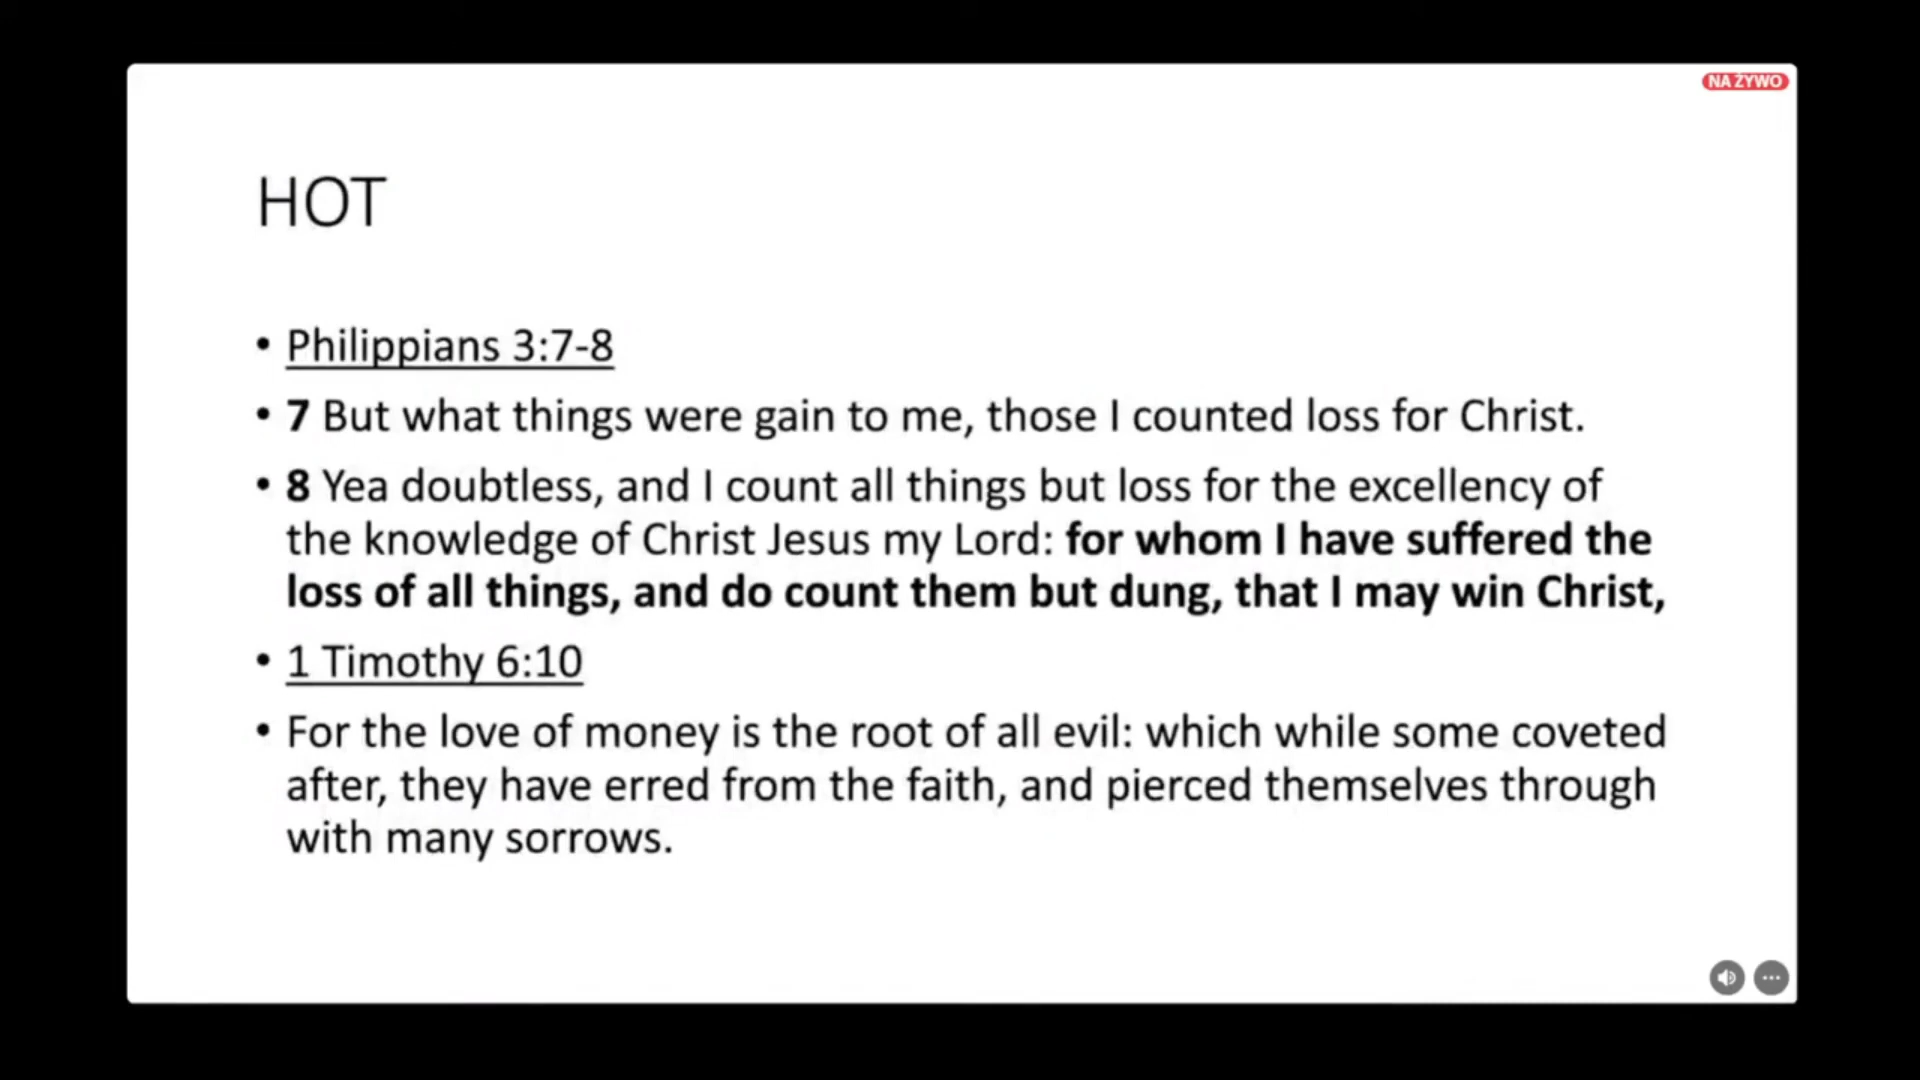 NA ŻYWO
HOT
• Philippians 3:7-8
• 7 But what things were gain to me, those I counted loss for Christ.
• 8 Yea doubtless, and I count all things but loss for the excellency of
the knowledge of Christ Jesus my Lord: for whom I have suffered the
loss of all things, and do count them but dung, that I may win Christ,
• 1 Timothy 6:10
• For the love of money is the root of all evil: which while some coveted
after, they have erred from the faith, and pierced themselves through
with many sorrows.